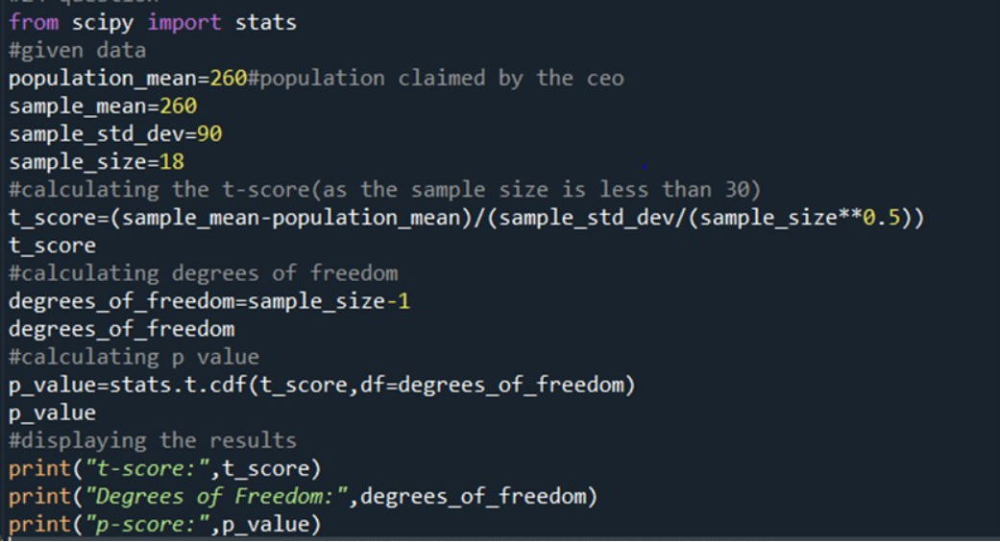 from scipy import stats
#given data
population_mean=260#population claimed by the ceo
sample_mean=260
sample_std_dev=90
sample_size=18
#calculating the t-score(as the sample size is less than 30)
t_score=(sample_mean-population_mean)/(sample_std_dev/(sample_size**0.5))
t_score
#calculating degrees of freedom
degrees_of_freedom=sample_size-1
degrees_of_freedom
#calculating p value
p_value=stats.t.cdf(t_score,df=degrees_of_freedom)
p_value
#displaying the results
print("t-score:",t_score)
print("Degrees of Freedom:",degrees_of_freedom)
print("p-score:",p_value)